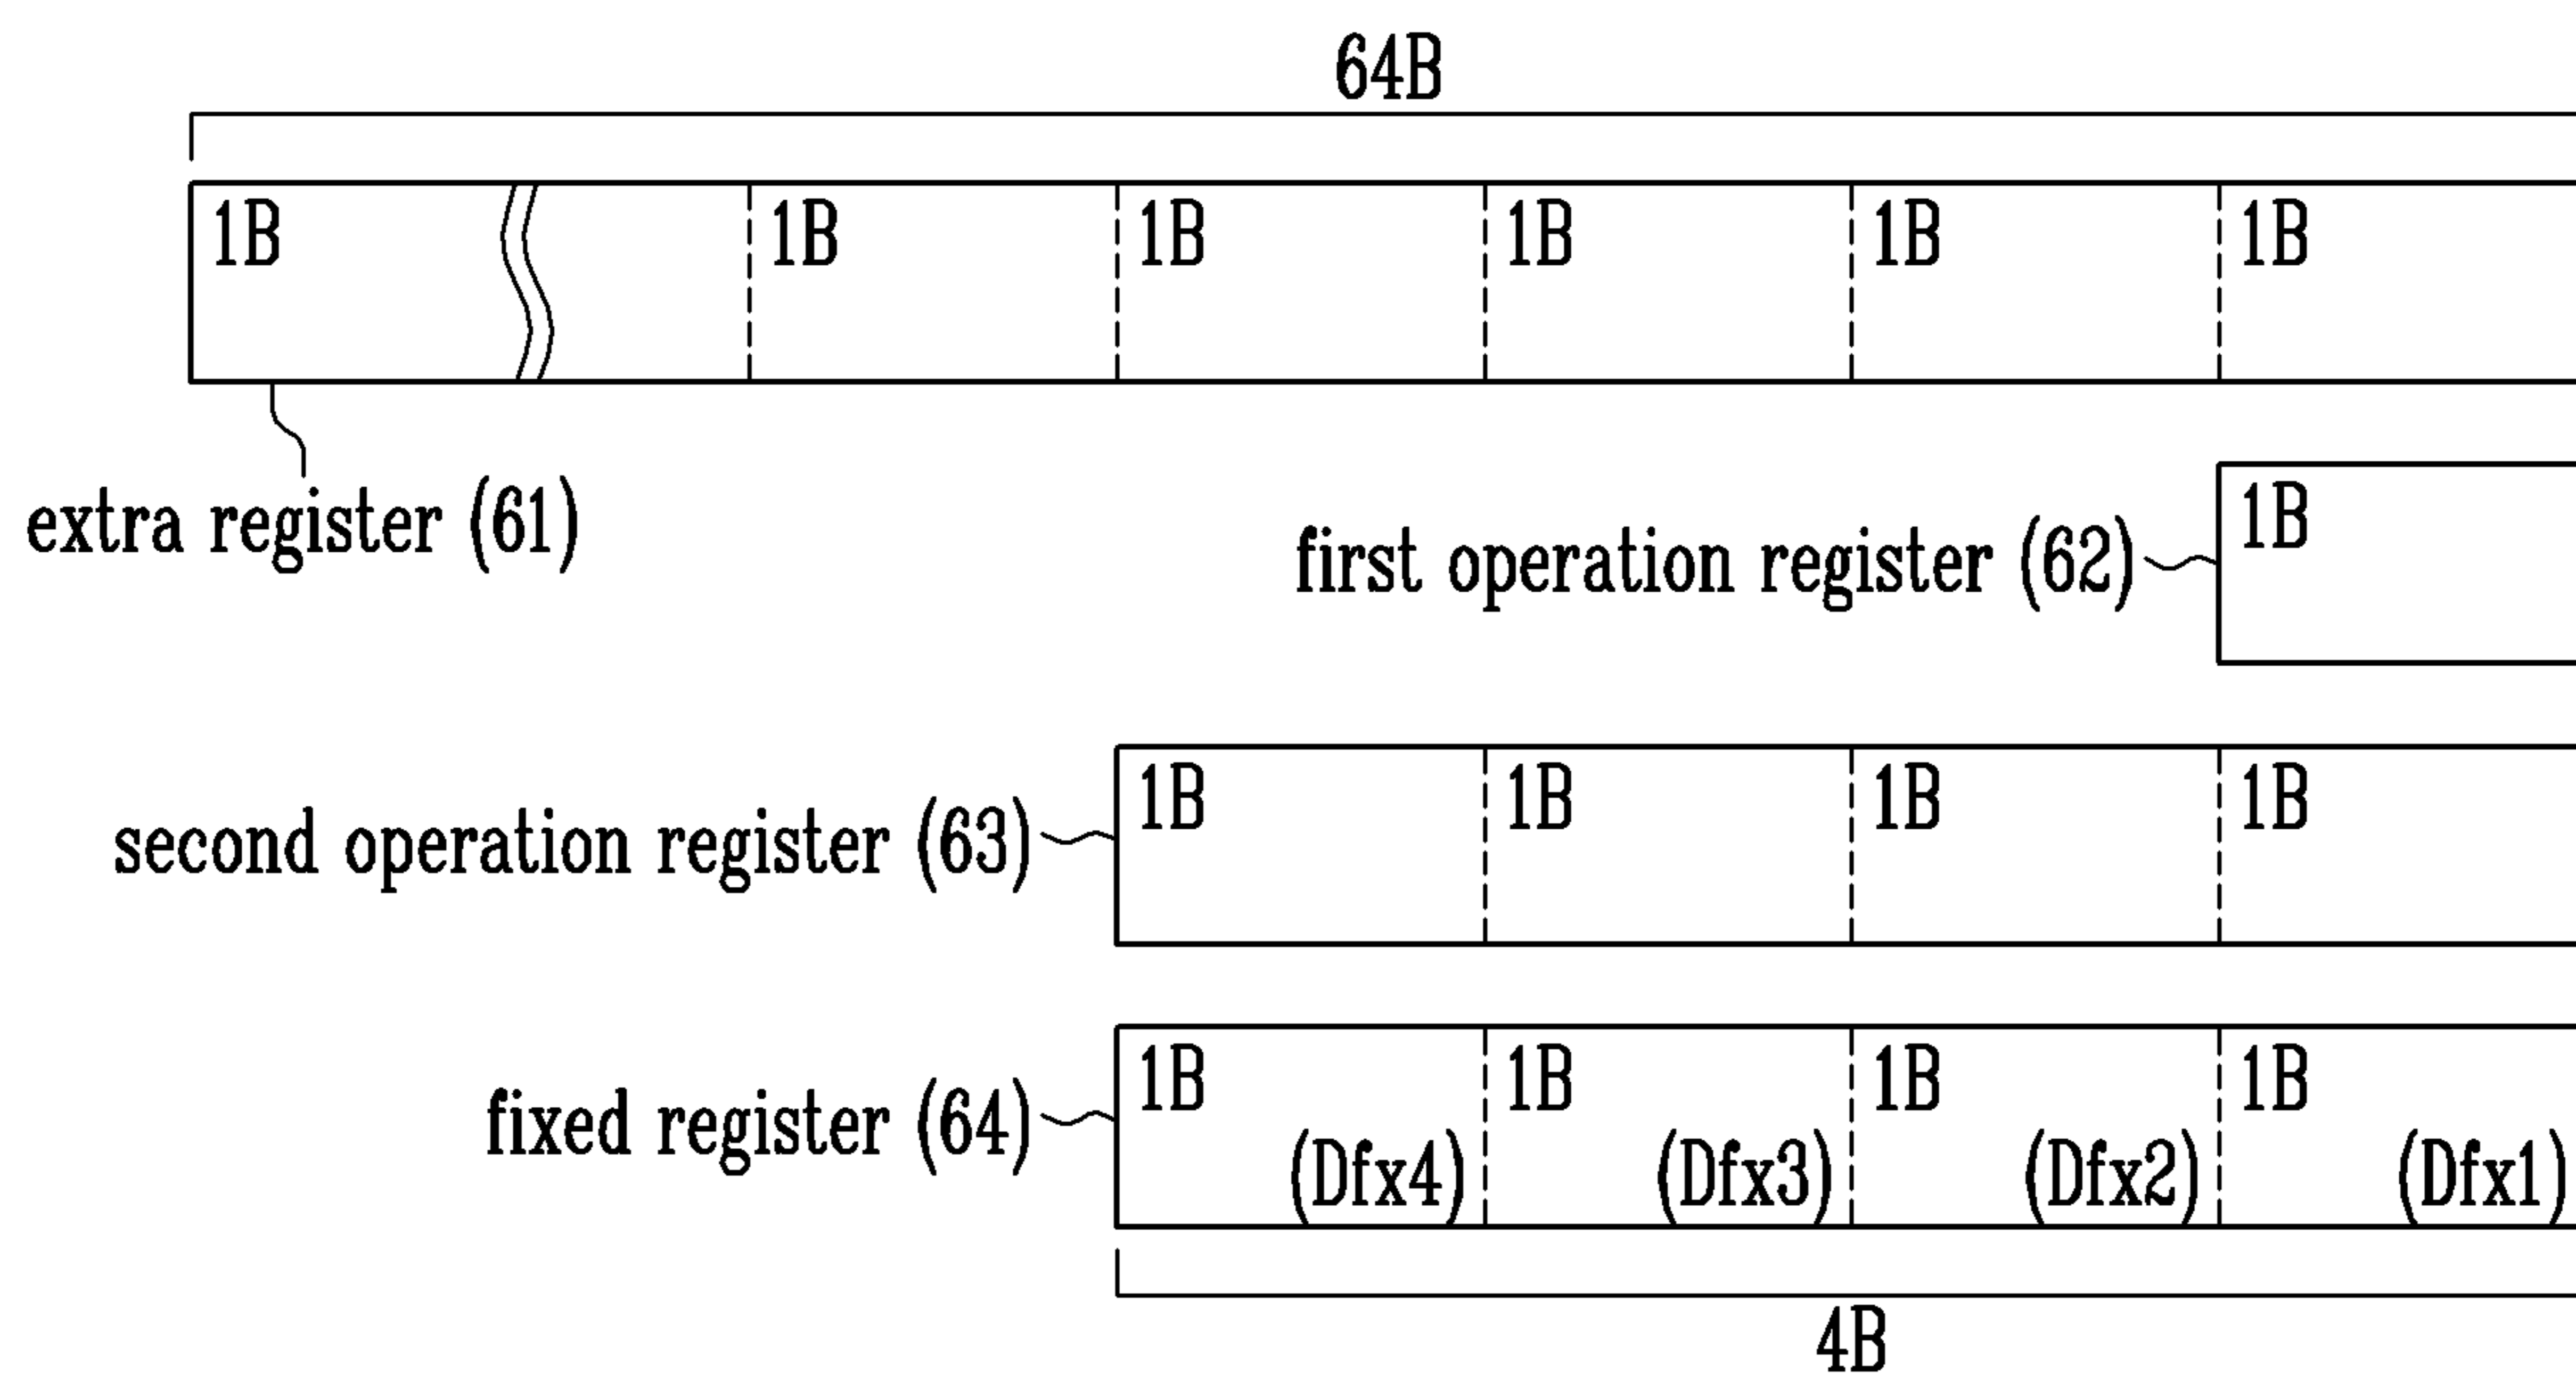 64B
1B 1B 1B 1B 1B 1B
extra register (61)
1B
first operation register (62)
1B 1B 1B 1B
second operation register (63)
1B 1B 1B 1B
fixed register (64)
(Dfx4) (Dfx3) (Dfx2) (Dfx1)
4B